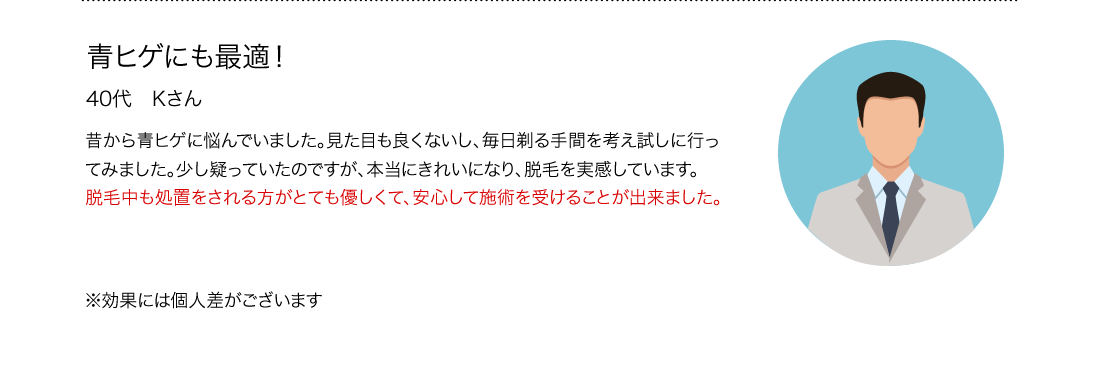 青ヒゲにも最適！
40代　Kさん
昔から青ヒゲに悩んでいました。見た目も良くないし、毎日剃る手間を考え試しに行っ
てみました。少し疑っていたのですが、本当にきれいになり、脱毛を実感しています。
脱毛中も処置をされる方がとても優しくて、安心して施術を受けることが出来ました。
※効果には個人差がございます